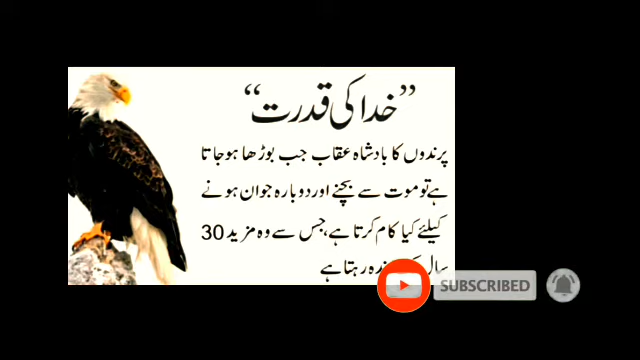 ”خدا کی قدرت“
پرندوں کا بادشاہ عقاب جب بوڑھا ہوجاتا
ہے تو موت سے بچنے اور دوبارہ جوان ہونے
کیلئے کیا کام کرتا ہے، جس سے وہ مزید 30
سال رہتا ہے
SUBSCRIBED